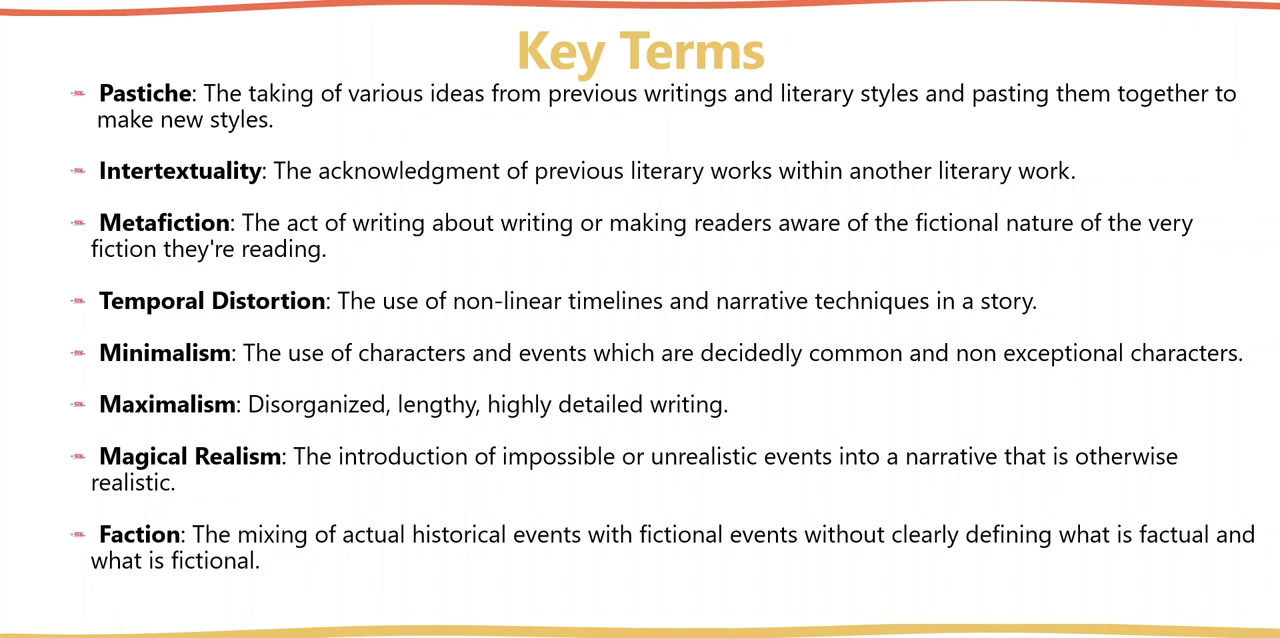 Key Terms
Pastiche: The taking of various ideas from previous writings and literary styles and pasting them together to
make new styles.
Intertextuality: The acknowledgment of previous literary works within another literary work.
Metafiction: The act of writing about writing or making readers aware of the fictional nature of the very
fiction they're reading.
Temporal Distortion: The use of non-linear timelines and narrative techniques in a story.
Minimalism: The use of characters and events which are decidedly common and non exceptional characters.
Maximalism: Disorganized, lengthy, highly detailed writing.
Magical Realism: The introduction of impossible or unrealistic events into a narrative that is otherwise
realistic.
Faction: The mixing of actual historical events with fictional events without clearly defining what is factual and
what is fictional.